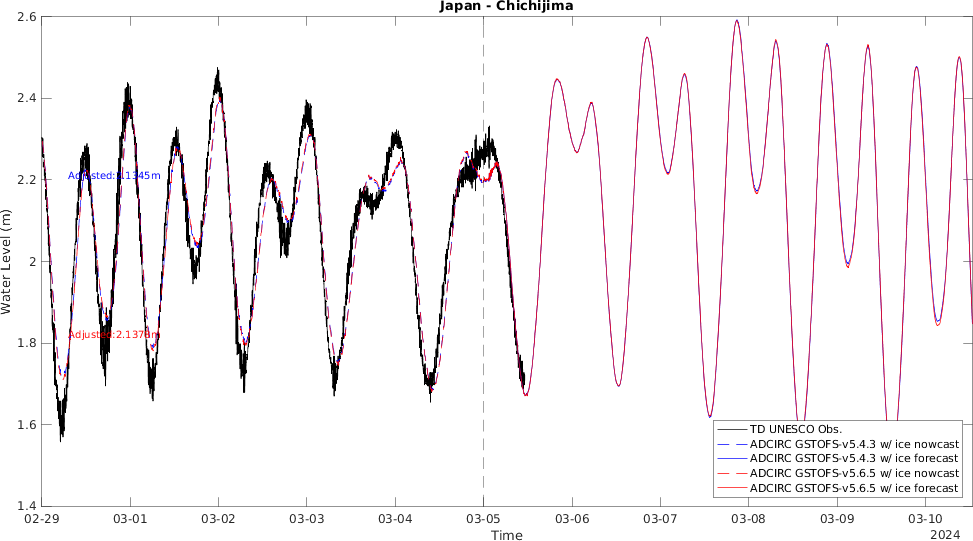 Japan - Chichijima
2.6
2.4
2.2
2
1.8
1.6
1.4
Water Level (m)
Adjusted:
Adjusted:2.1378m
02-29
03-01
03-02
03-03
03-04
03-05
03-06
03-07
03-08
03-09
03-10
2024
Time
TD UNESCO Obs.
ADCIRC GSTOFS-v5.4.3 w/ ice nowcast
ADCIRC GSTOFS-v5.4.3 w/ ice forecast
ADCIRC GSTOFS-v5.6.5 w/ ice nowcast
ADCIRC GSTOFS-v5.6.5 w/ ice forecast